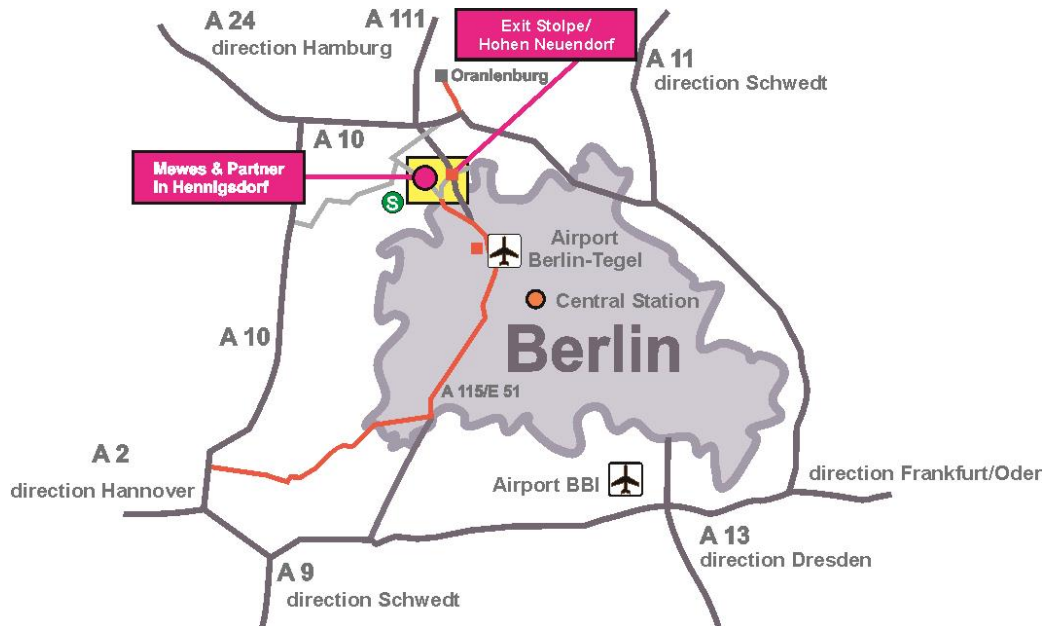 A 24
direction Hamburg
A 111
Exit Stolpe/
Hohen Neuendorf
Oranienburg
A 11
direction Schwedt
A 10
Mewes & Partner
in Hennigsdorf
S
Airport
Berlin-Tegel
Central Station
A 10
Berlin
A 115/E 51
A 2
direction Hannover
Airport BBI
direction Frankfurt/Oder
A 13
direction Dresden
A 9
direction Schwedt